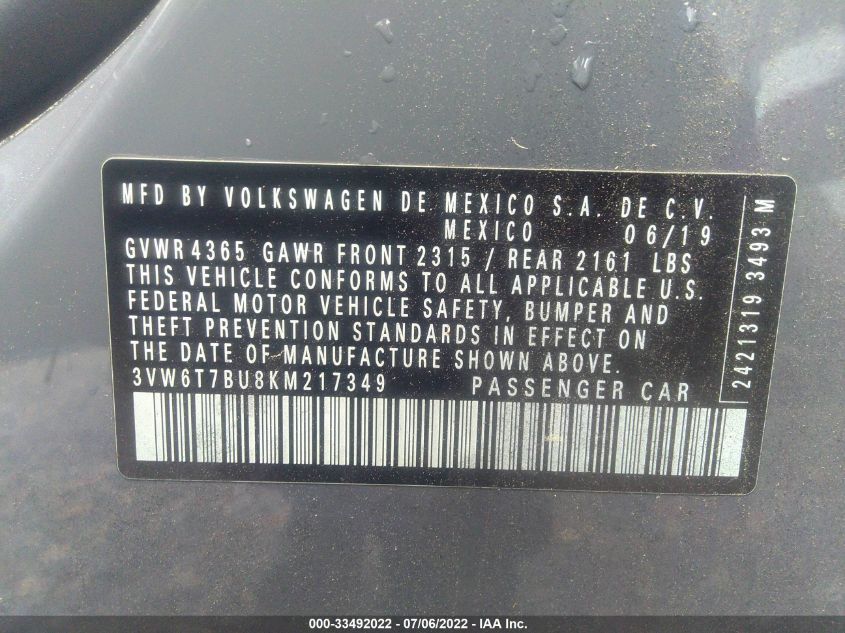 MFD BY VOLKSWAGEN DE MEXICO S.A. DE C.V.
MEXICO 06/19
GVWR 4365 GAWR FRONT 2315 / REAR 2161 LBS
THIS VEHICLE CONFORMS TO ALL APPLICABLE U.S.
FEDERAL MOTOR VEHICLE SAFETY, BUMPER AND
THEFT PREVENTION STANDARDS IN EFFECT ON
THE DATE OF MANUFACTURE SHOWN ABOVE.
3VW6T7BU8KM217349 PASSENGER CAR
2421319 3493 M
000-33492022 - 07/06/2022 - IAA Inc.